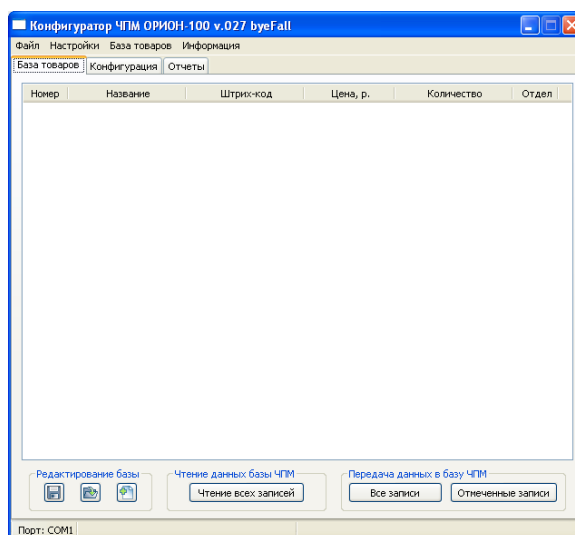 Конфигуратор ЧПМ ОРИОН-100 v.027 byeFall
Файл Настройки База товаров Информация
База товаров Конфигурация Отчеты
Номер Название Штрих-код Цена, р. Количество Отдел
Редактирование базы Чтение данных базы ЧПМ Передача данных в базу ЧПМ
Чтение всех записей Все записи Отмеченные записи
Порт: COM1